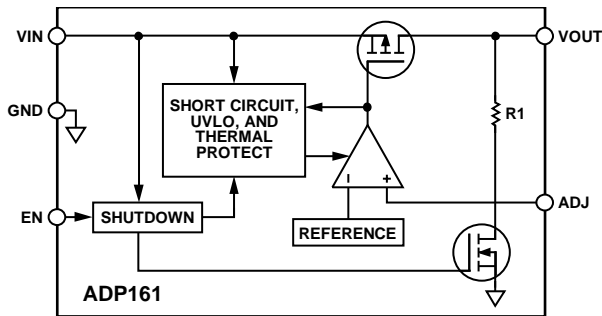 VIN
VOUT
GND
SHORT CIRCUIT,
UVLO, AND
THERMAL
PROTECT
R1
– +
ADJ
EN
SHUTDOWN
REFERENCE
ADP161